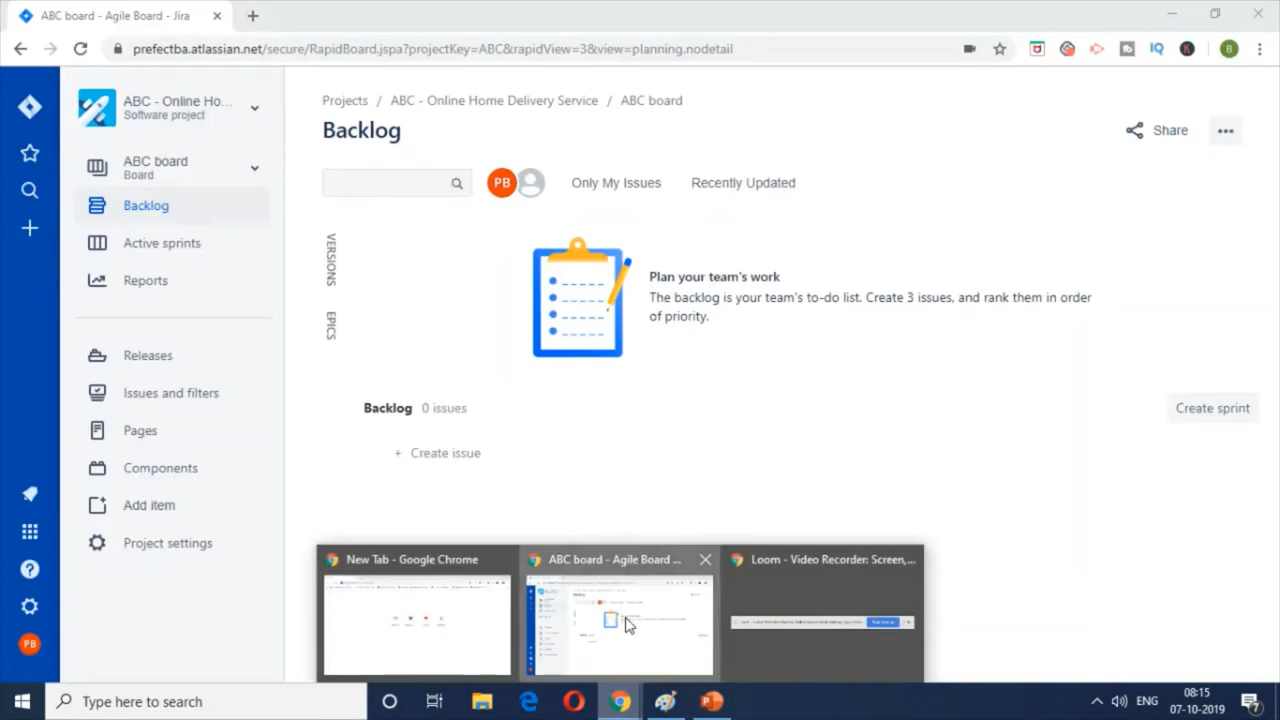 ABC board - Agile Board - Jira
prefectba.atlassian.net/secure/RapidBoard.jspa?projectKey=ABC&rapidView=3&view=planning.nodetail
IQ
B
ABC - Online Ho...
Software project
ABC board
Board
Backlog
Active sprints
Reports
Releases
Issues and filters
Pages
Components
Add item
Project settings
PB
Projects / ABC - Online Home Delivery Service / ABC board
Backlog
Share
PB
Only My Issues
Recently Updated
VERSIONS
EPICS
Plan your team's work
The backlog is your team's to-do list. Create 3 issues, and rank them in order
of priority.
Backlog 0 issues
Create sprint
+ Create issue
New Tab - Google Chrome
ABC board - Agile Board ...
Loom - Video Recorder: Screen,...
Type here to search
ENG
08:15
07-10-2019
7